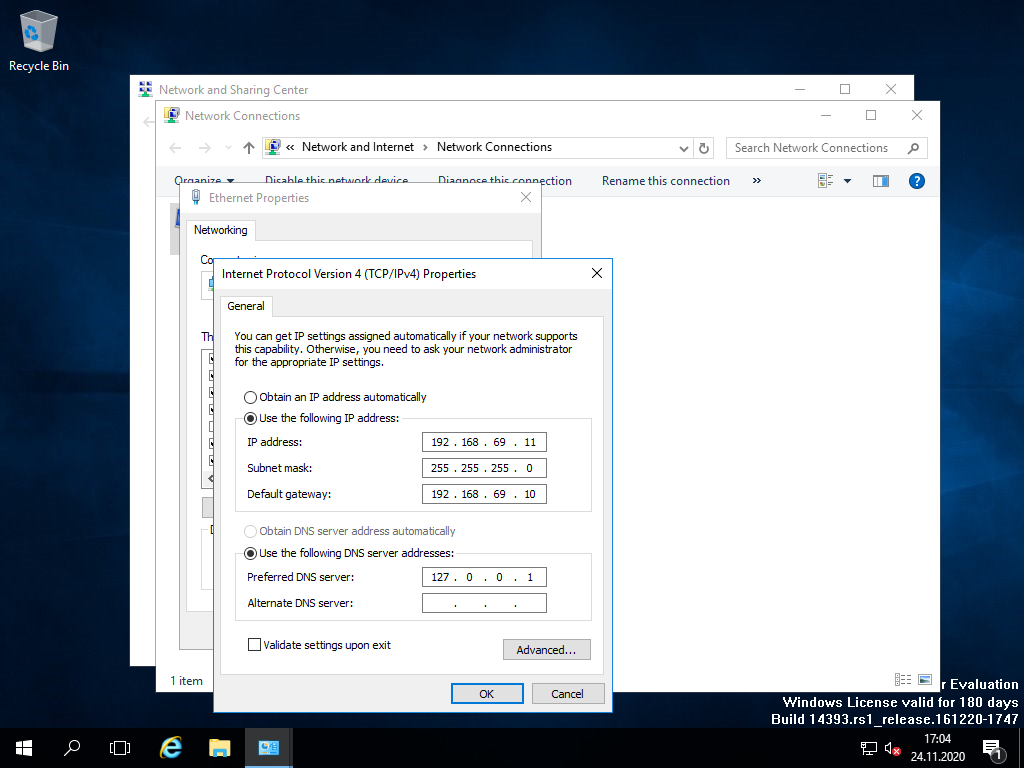 Recycle Bin
Network and Sharing Center
Network Connections
« Network and Internet › Network Connections
Search Network Connections
Organize Disable this network device Diagnose this connection Rename this connection »
Ethernet Properties
Networking
Internet Protocol Version 4 (TCP/IPv4) Properties
General
You can get IP settings assigned automatically if your network supports
this capability. Otherwise, you need to ask your network administrator
for the appropriate IP settings.
Obtain an IP address automatically
Use the following IP address:
IP address: 192 . 168 . 69 . 11
Subnet mask: 255 . 255 . 255 . 0
Default gateway: 192 . 168 . 69 . 10
Obtain DNS server address automatically
Use the following DNS server addresses:
Preferred DNS server: 127 . 0 . 0 . 1
Alternate DNS server: . . .
Validate settings upon exit
Advanced...
OK Cancel
1 item
r Evaluation
Windows License valid for 180 days
Build 14393.rs1_release.161220-1747
17:04
24.11.2020
1